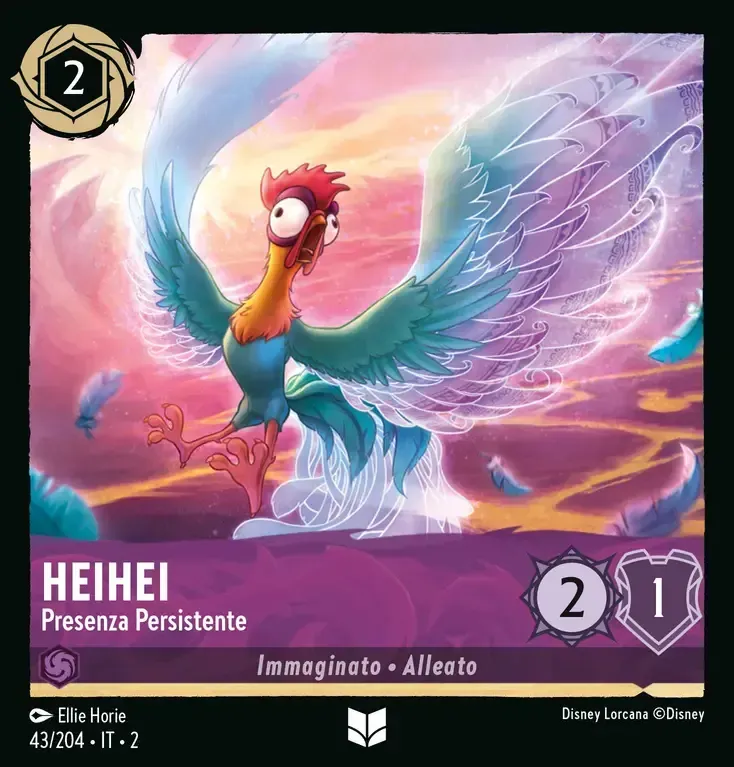 2
HEIHEI
Presenza Persistente
2
1
Immaginato • Alleato
Ellie Horie
Disney Lorcana ©Disney
43/204 • IT • 2